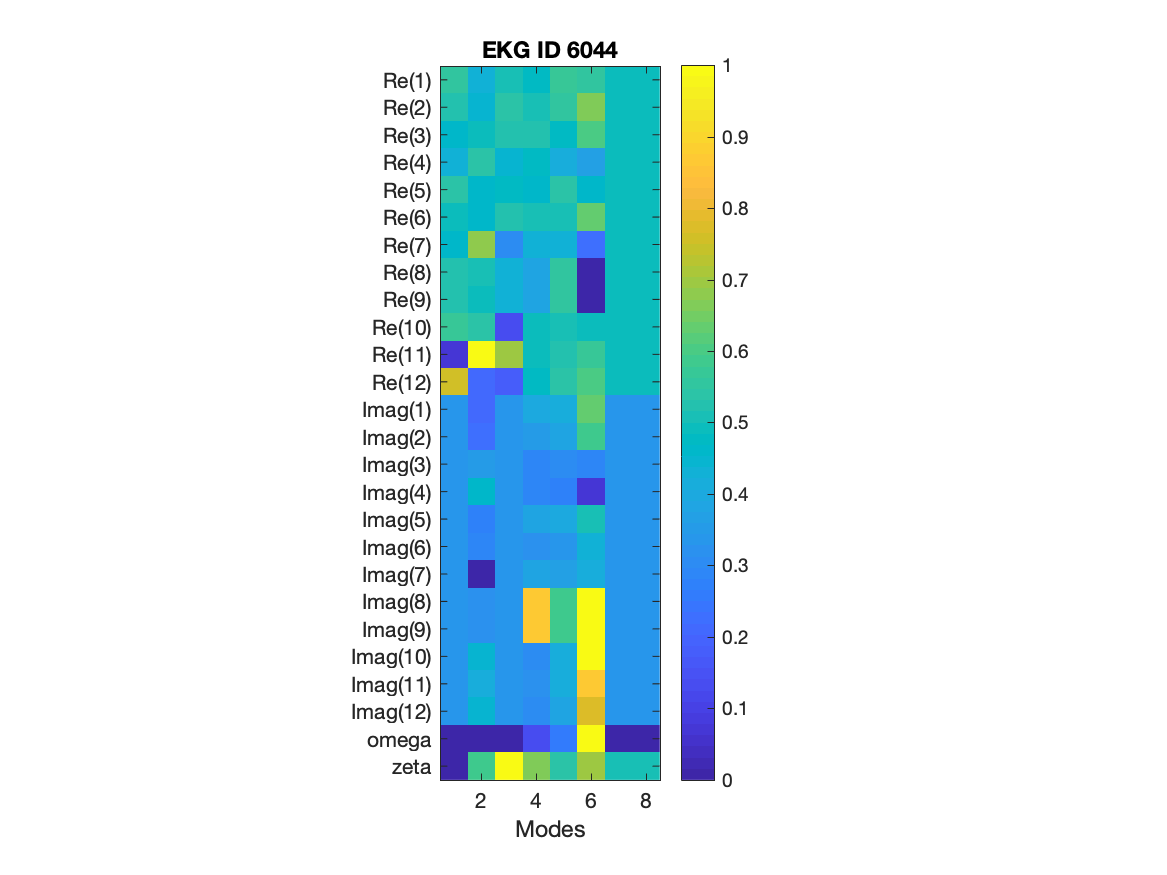 EKG ID 6044
Re(1)
Re(2)
Re(3)
Re(4)
Re(5)
Re(6)
Re(7)
Re(8)
Re(9)
Re(10)
Re(11)
Re(12)
Imag(1)
Imag(2)
Imag(3)
Imag(4)
Imag(5)
Imag(6)
Imag(7)
Imag(8)
Imag(9)
Imag(10)
Imag(11)
Imag(12)
omega
zeta
2 4 6 8
Modes
1
0.9
0.8
0.7
0.6
0.5
0.4
0.3
0.2
0.1
0